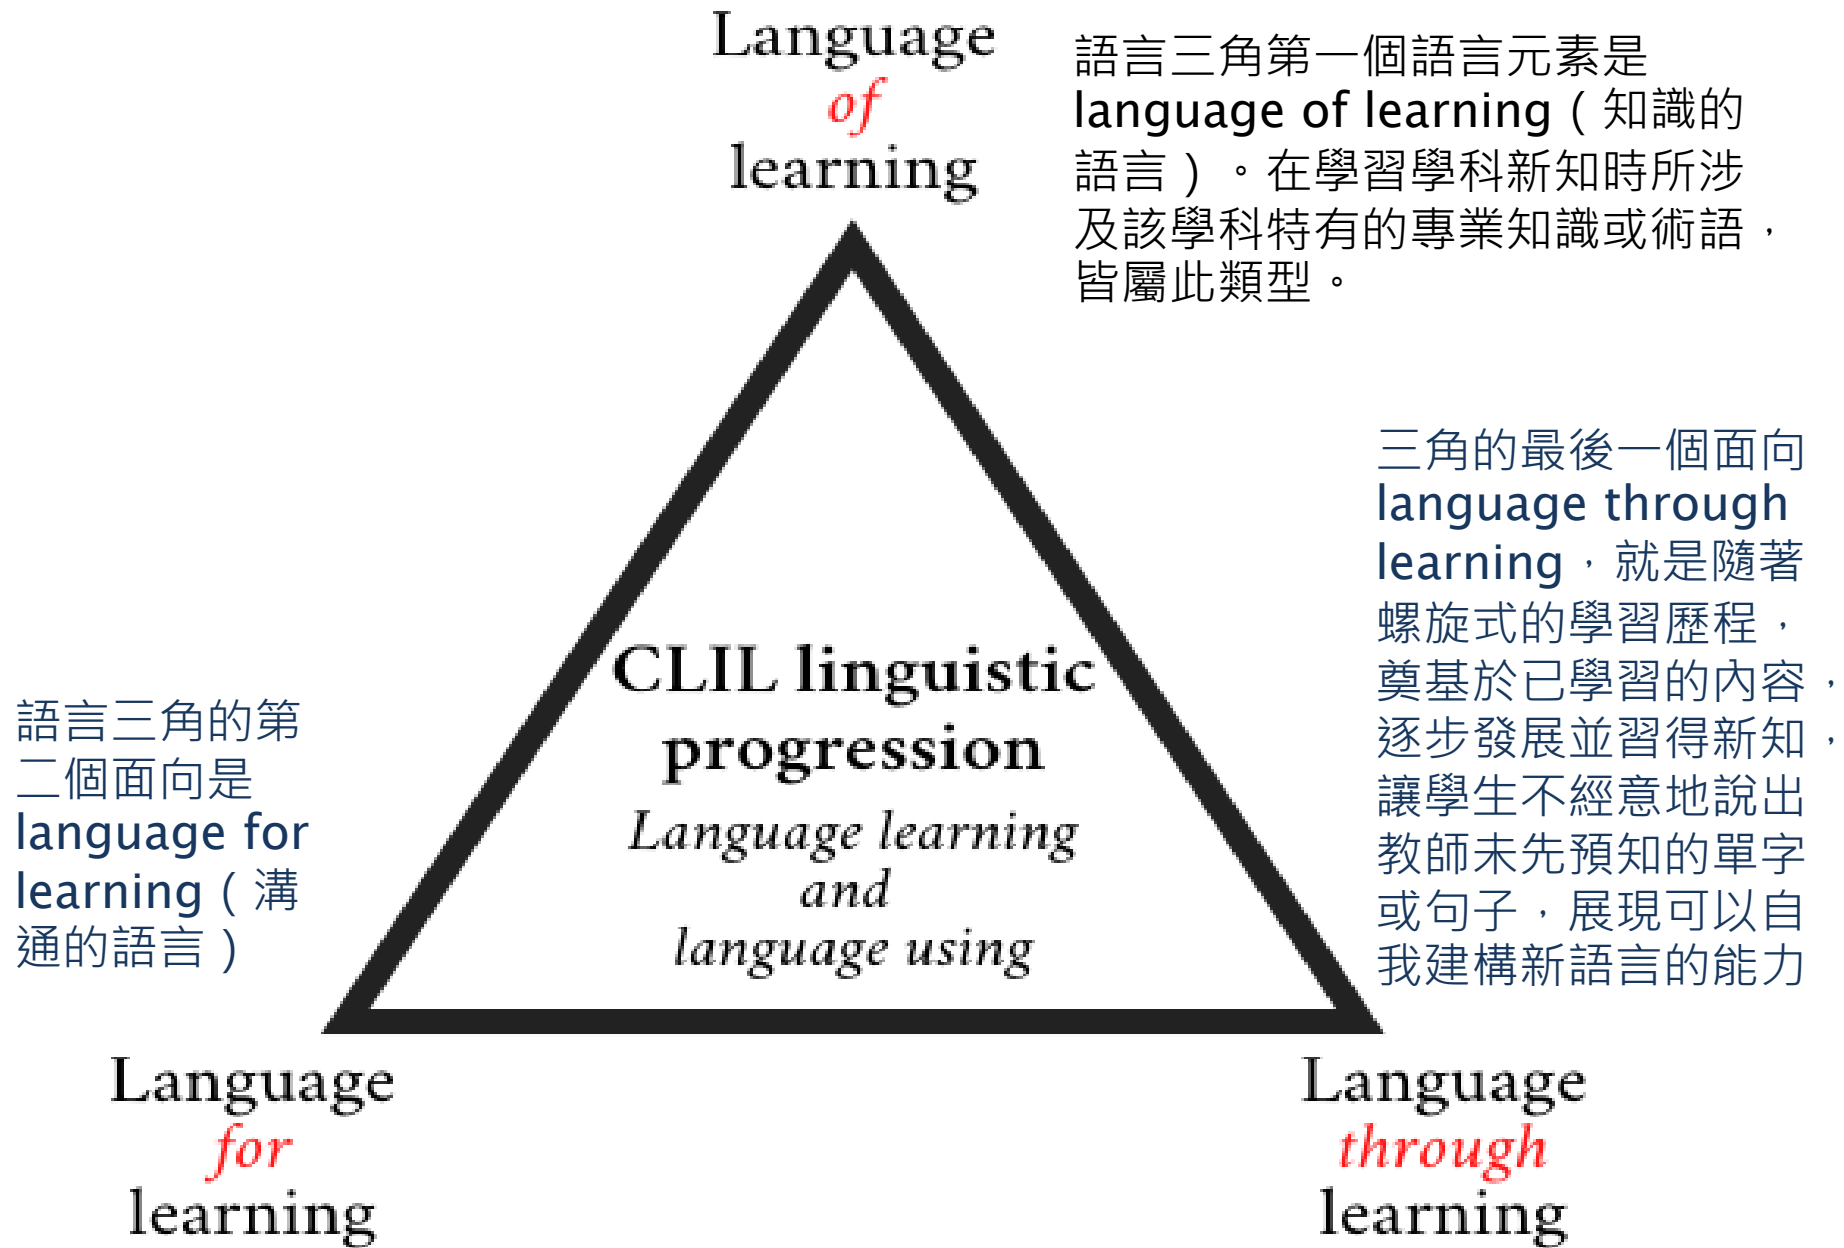 Language
of
learning
語言三角第一個語言元素是
language of learning（知識的
語言）。在學習學科新知時所涉
及該學科特有的專業知識或術語，
皆屬此類型。
三角的最後一個面向
language through
learning，就是隨著
螺旋式的學習歷程，
奠基於已學習的內容，
逐步發展並習得新知，
讓學生不經意地說出
教師未先預知的單字
或句子，展現可以自
我建構新語言的能力
CLIL linguistic
progression
Language learning
and
language using
語言三角的第
二個面向是
language for
learning（溝
通的語言）
Language
for
learning
Language
through
learning